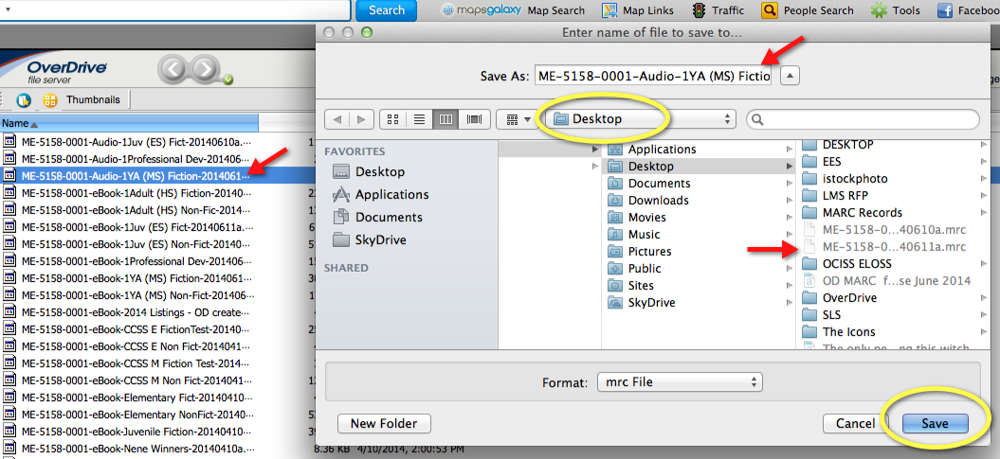 Search
mapsgalaxy Map Search Map Links Traffic People Search Tools Faceboo
Enter name of file to save to...
OverDrive
file server
Save As: ME-5158-0001-Audio-1YA (MS) Fictio
Thumbnails
Desktop
Name
ME-5158-0001-Audio-1Juv (ES) Fict-20140610a.···
ME-5158-0001-Audio-1Professional Dev-201406···
ME-5158-0001-Audio-1YA (MS) Fiction-2014061···
ME-5158-0001-eBook-1Adult (HS) Fiction-20140···
ME-5158-0001-eBook-1Adult (HS) Non-Fic-2014···
ME-5158-0001-eBook-1Juv (ES) Fict-20140611a.···
ME-5158-0001-eBook-1Juv (ES) Non-Fict-20140···
ME-5158-0001-eBook-1Professional Dev-201406···
ME-5158-0001-eBook-1YA (MS) Fiction-2014061···
ME-5158-0001-eBook-1YA (MS) Non-Fict-20140···
ME-5158-0001-eBook-2014 Listings - OD create···
ME-5158-0001-eBook-CCSS E FictionTest-20140···
ME-5158-0001-eBook-CCSS E Non Fict-2014041···
ME-5158-0001-eBook-CCSS M Fiction Test-2014···
ME-5158-0001-eBook-CCSS M Non Fict-2014041···
ME-5158-0001-eBook-Elementary Fict-2014041···
ME-5158-0001-eBook-Elementary NonFict-2014···
ME-5158-0001-eBook-Juvenile Fiction-2014041···
ME-5158-0001-eBook-Nene Winners-20140410a.···
8.36 KB 4/10/2014, 2:00:53 PM
FAVORITES
Desktop
Applications
Documents
SkyDrive
SHARED
Applications
Desktop
Documents
Downloads
Movies
Music
Pictures
Public
Sites
SkyDrive
DESKTOP
EES
istockphoto
LMS RFP
MARC Records
ME-5158-0...40610a.mrc
ME-5158-0...40611a.mrc
OCISS ELOSS
OD MARC f...se June 2014
OverDrive
SLS
The Icons
The only pe...ng this witch
Format: mrc File
New Folder
Cancel
Save